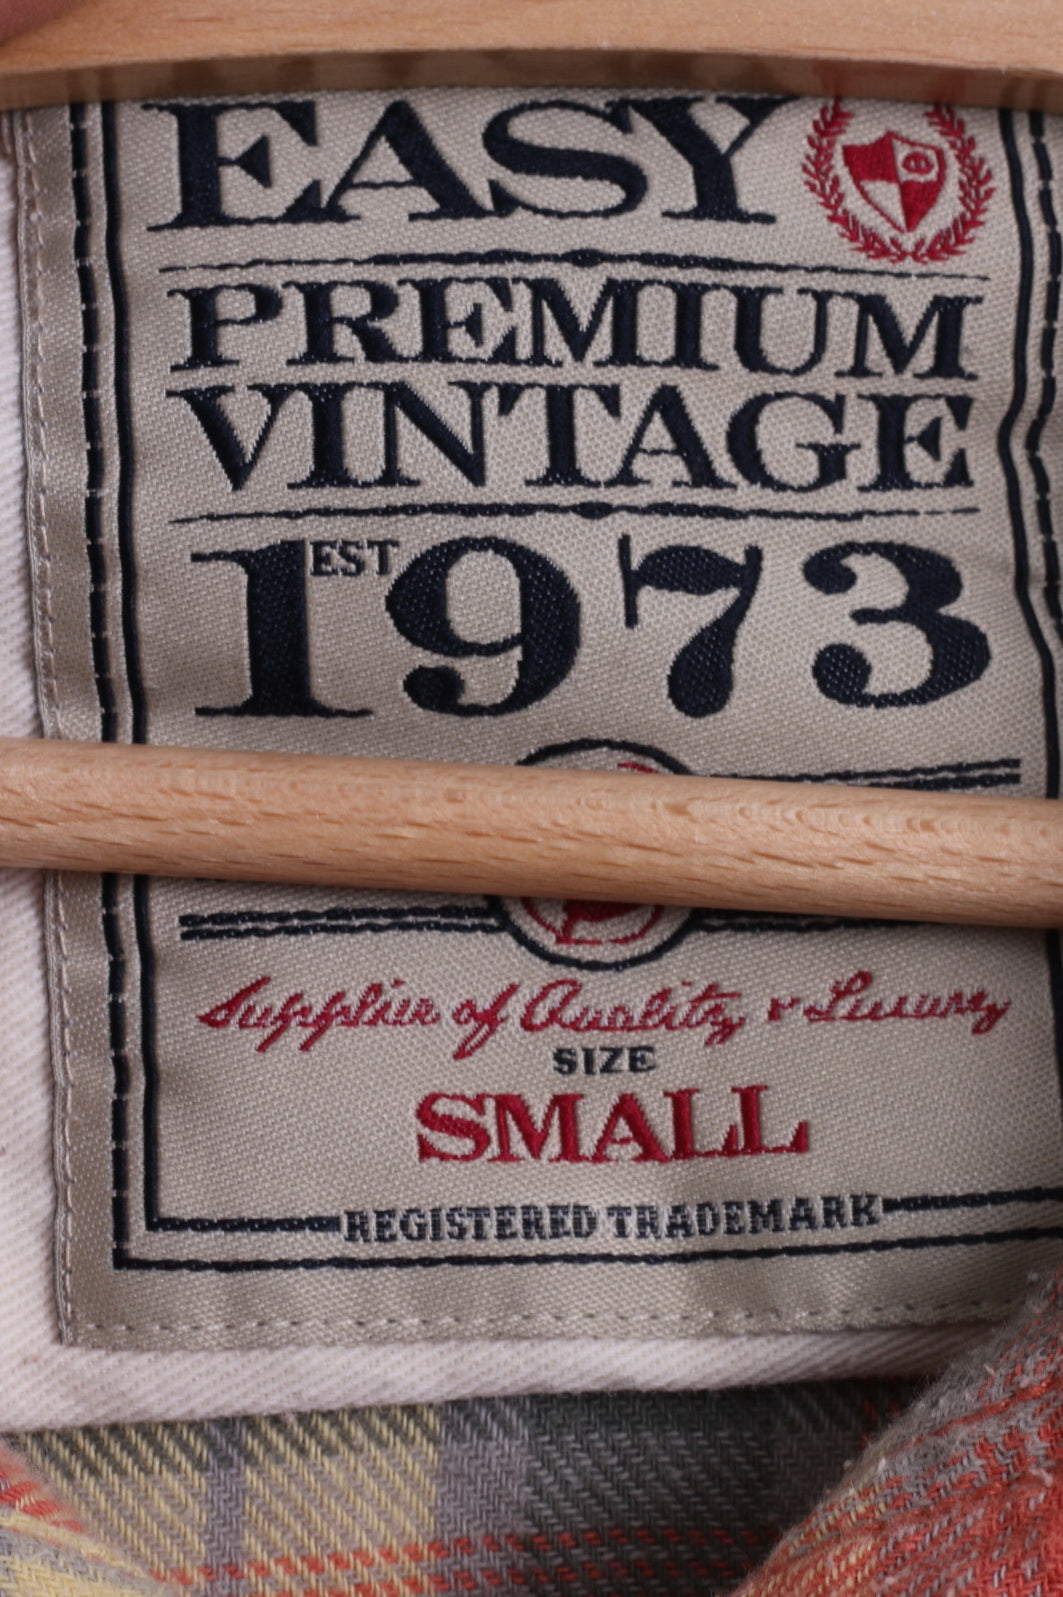 EASY
PREMIUM
VINTAGE
EST
1973
Supplier of Quality & Luxury
SIZE
SMALL
REGISTERED TRADEMARK